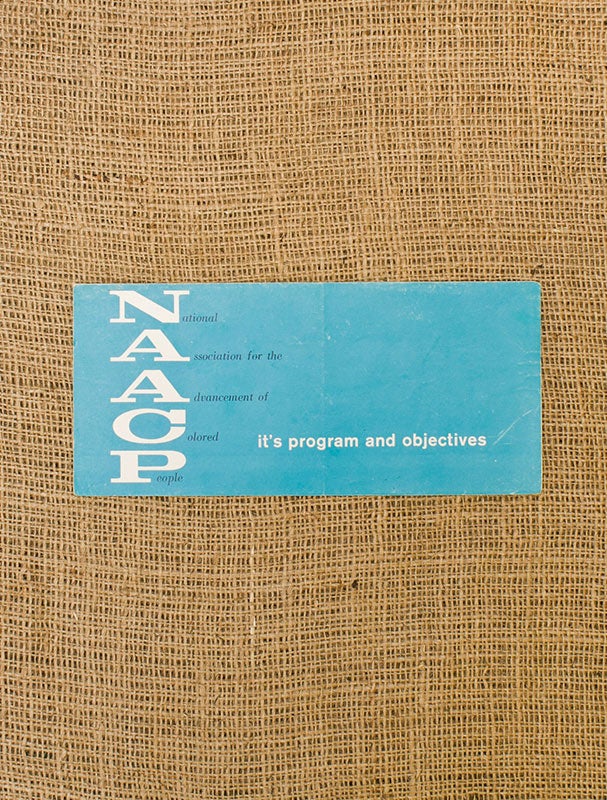 National
Association for the
Advancement of
Colored
it's program and objectives
People